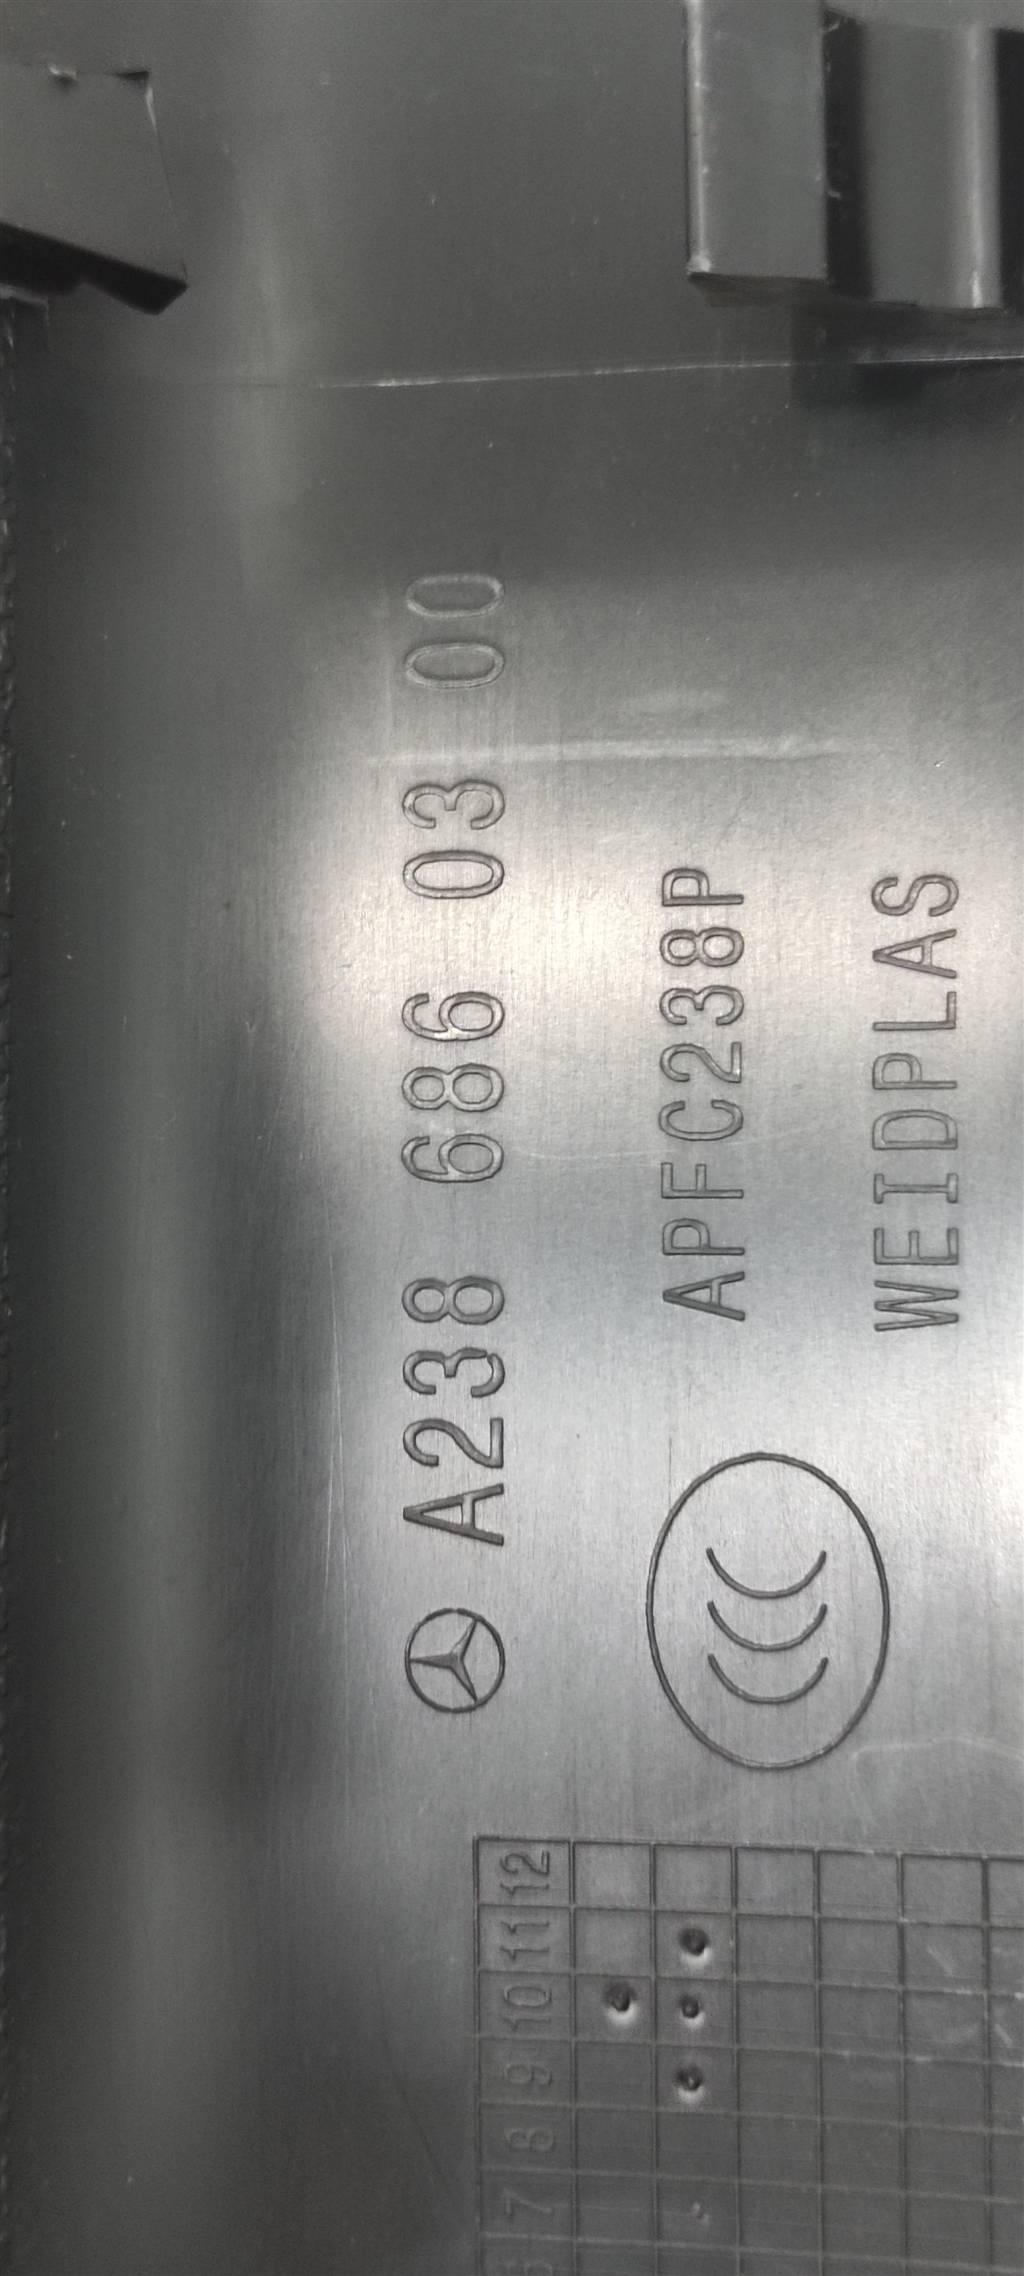 A238 686 03 00
APFC238P
WEIDPLAS
7 8 9 10 11 12